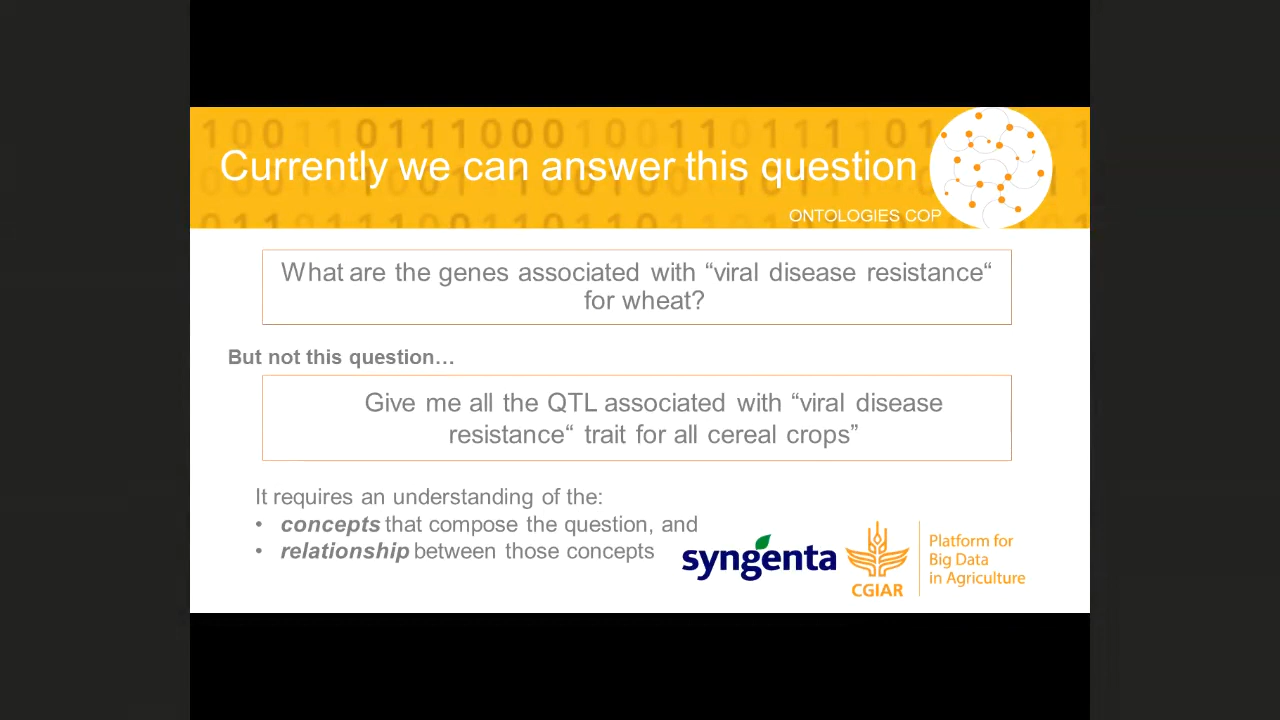 Currently we can answer this question
ONTOLOGIES COP
What are the genes associated with “viral disease resistance“
for wheat?
But not this question…
Give me all the QTL associated with “viral disease
resistance“ trait for all cereal crops”
It requires an understanding of the:
• concepts that compose the question, and
• relationship between those concepts
syngenta
CGIAR
Platform for
Big Data
in Agriculture